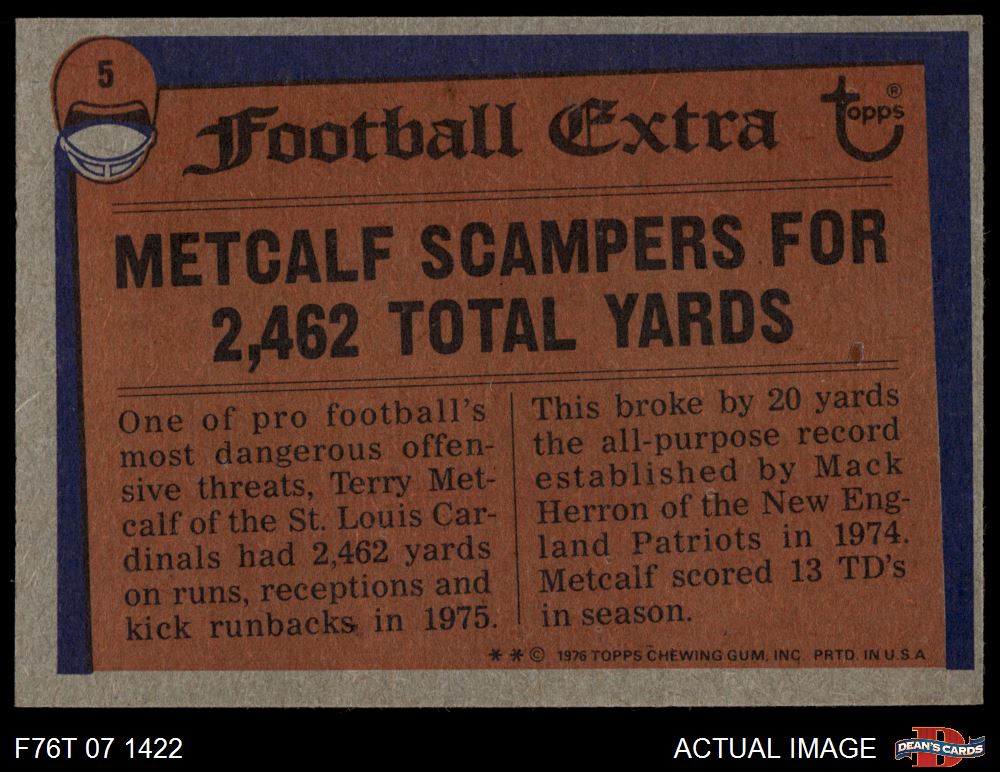 5
Football Extra
Topps ®
METCALF SCAMPERS FOR
2,462 TOTAL YARDS
One of pro football's
most dangerous offen-
sive threats, Terry Met-
calf of the St. Louis Car-
dinals had 2,462 yards
on runs, receptions and
kick runbacks in 1975.
This broke by 20 yards
the all-purpose record
established by Mack
Herron of the New Eng-
land Patriots in 1974.
Metcalf scored 13 TD's
in season.
** © 1976 TOPPS CHEWING GUM, INC. PRTD. IN U.S.A
F76T 07 1422
ACTUAL IMAGE
D DEAN'S CARDS